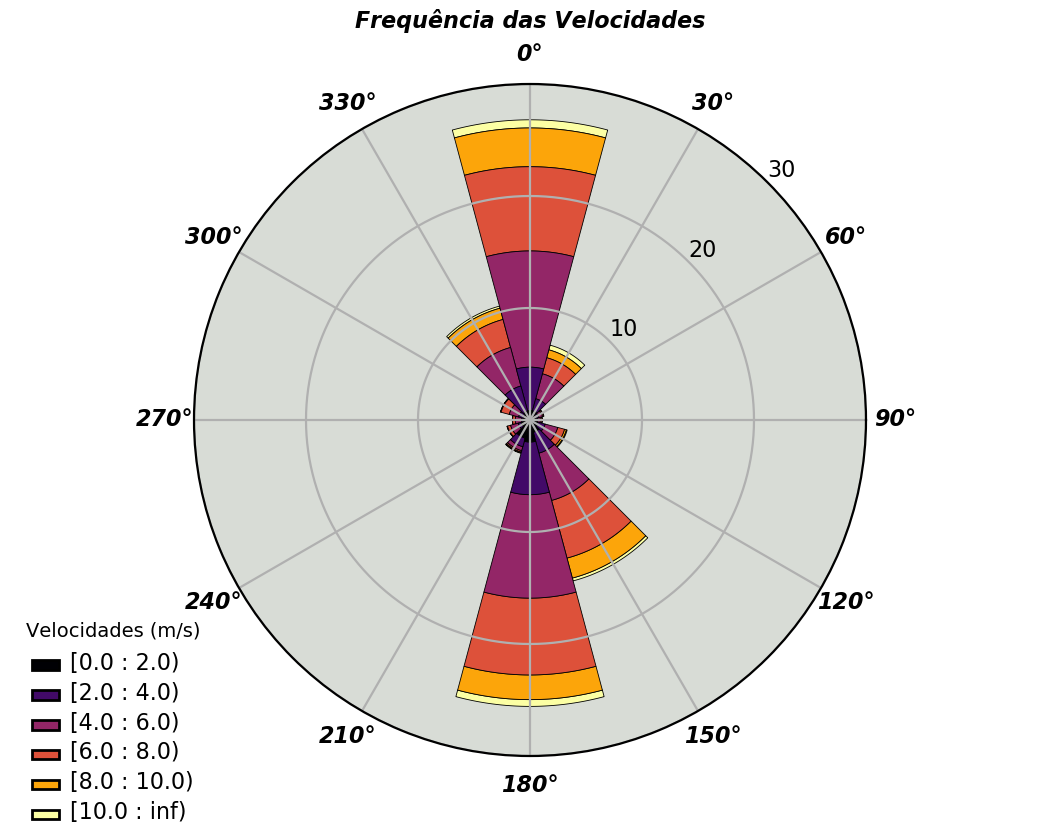 Frequência das Velocidades
0°
330°
30°
30
300°
60°
20
10
270°
90°
240°
120°
210°
150°
180°
Velocidades (m/s)
[0.0 : 2.0)
[2.0 : 4.0)
[4.0 : 6.0)
[6.0 : 8.0)
[8.0 : 10.0)
[10.0 : inf)